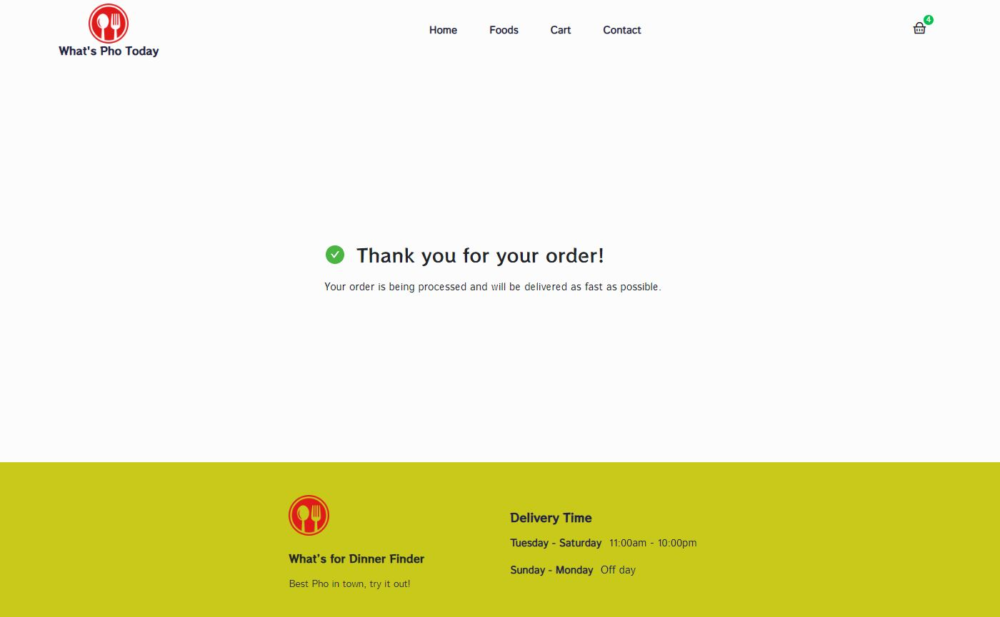 What's Pho Today
Home Foods Cart Contact
4
Thank you for your order!
Your order is being processed and will be delivered as fast as possible.
What's for Dinner Finder
Best Pho in town, try it out!
Delivery Time
Tuesday - Saturday 11:00am - 10:00pm
Sunday - Monday Off day